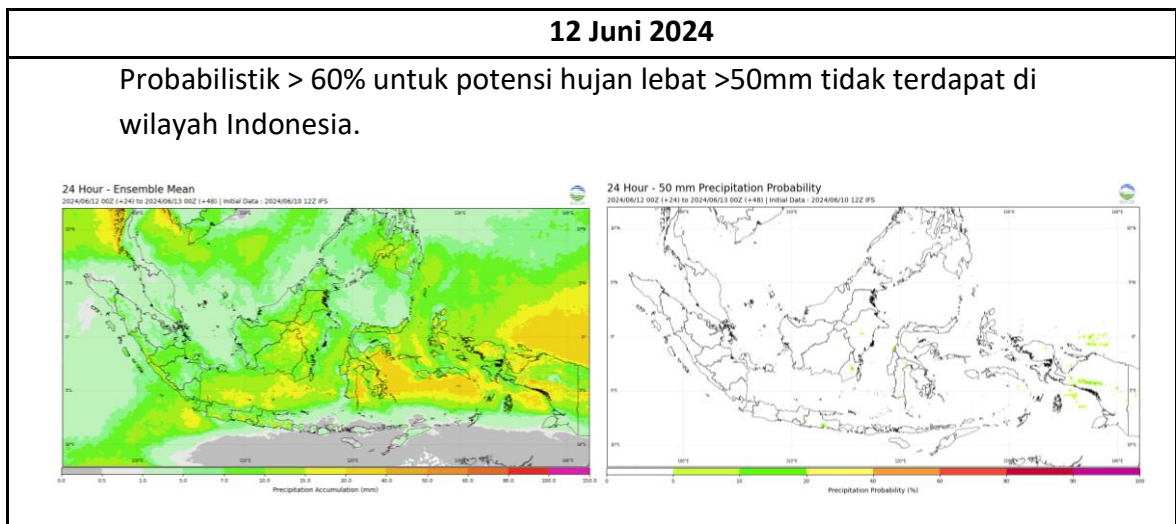 12 Juni 2024
Probabilistik > 60% untuk potensi hujan lebat >50mm tidak terdapat di
wilayah Indonesia.
24 Hour - Ensemble Mean
2024/06/12 00Z (+24) to 2024/06/13 00Z (+48) | Initial Data : 2024/06/10 12Z IFS
24 Hour - 50 mm Precipitation Probability
2024/06/12 00Z (+24) to 2024/06/13 00Z (+48) | Initial Data : 2024/06/10 12Z IFS
Precipitation Accumulation (mm)
Precipitation Probability (%)